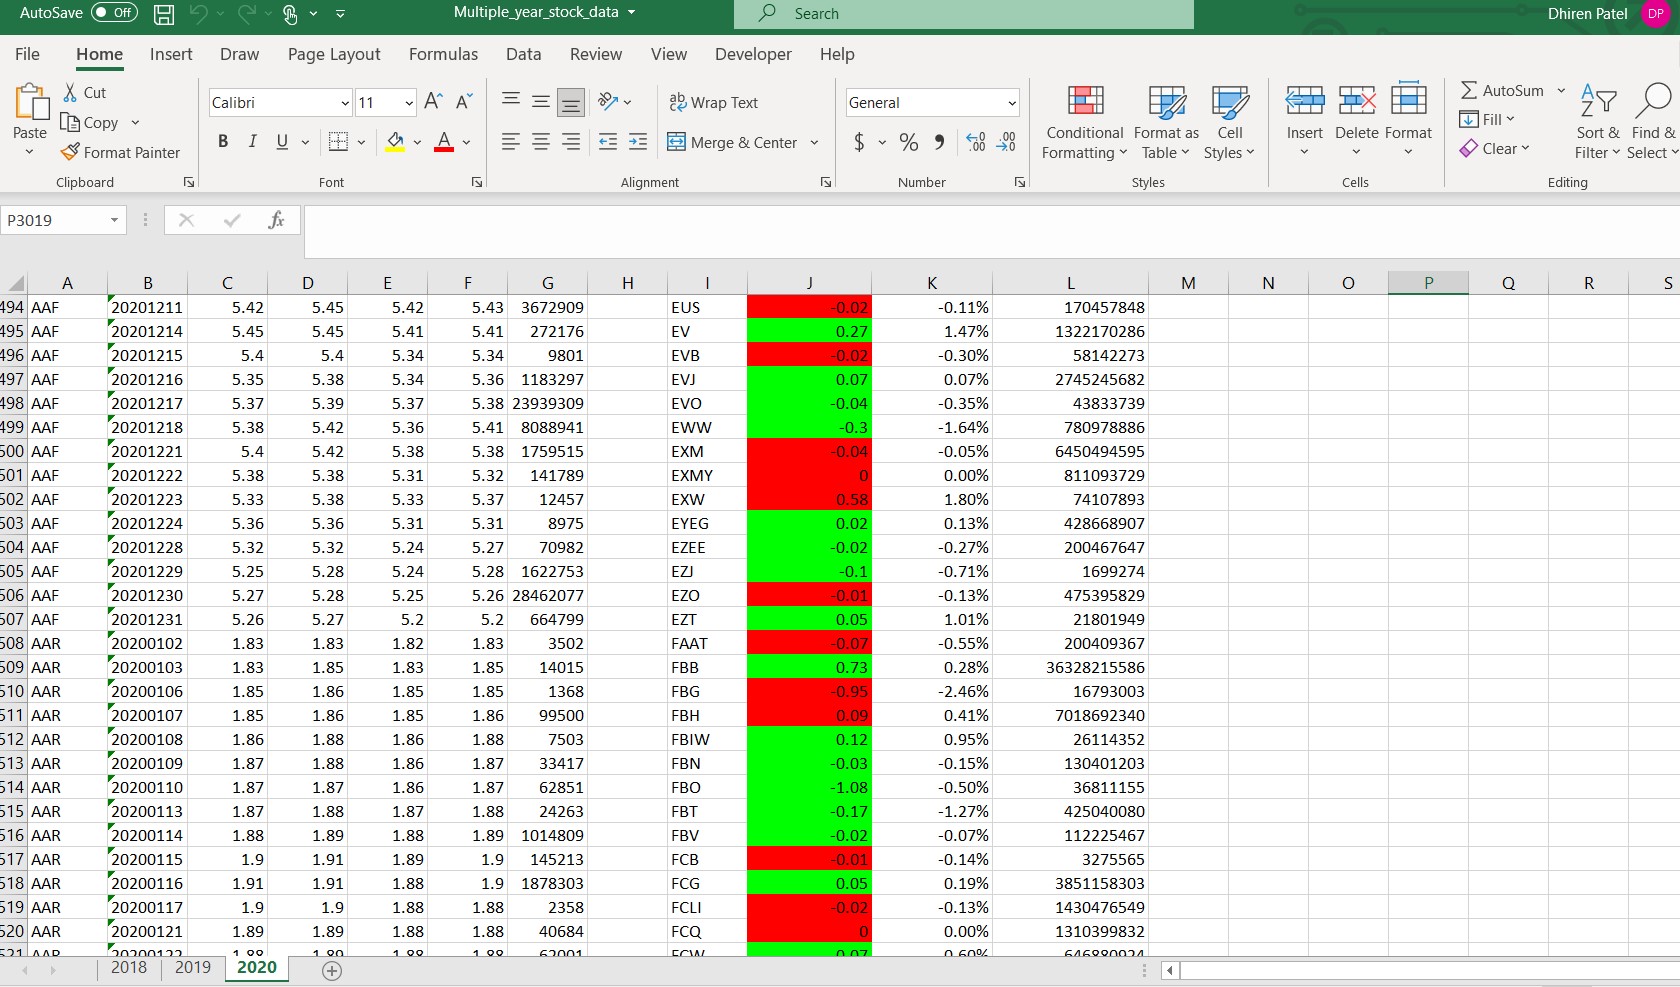 AutoSave Off Multiple_year_stock_data Search Dhiren Patel DP
File Home Insert Draw Page Layout Formulas Data Review View Developer Help
Paste Cut Copy Format Painter Clipboard
Calibri 11 A A B I U A Font
ab c Wrap Text Merge & Center Alignment
General $ % Number
Conditional Formatting Format as Table Cell Styles Styles
Insert Delete Format Cells
AutoSum Fill Clear Sort & Filter Find & Select Editing
P3019 fx
A B C D E F G H I J K L M N O P Q R S
494 AAF 20201211 5.42 5.45 5.42 5.43 3672909 EUS -0.02 -0.11% 170457848
495 AAF 20201214 5.45 5.45 5.41 5.41 272176 EV 0.27 1.47% 1322170286
496 AAF 20201215 5.4 5.4 5.34 5.34 9801 EVB -0.02 -0.30% 58142273
497 AAF 20201216 5.35 5.38 5.34 5.36 1183297 EVJ 0.07 0.07% 2745245682
498 AAF 20201217 5.37 5.39 5.37 5.38 23939309 EVO -0.04 -0.35% 43833739
499 AAF 20201218 5.38 5.42 5.36 5.41 8088941 EWW -0.3 -1.64% 780978886
500 AAF 20201221 5.4 5.42 5.38 5.38 1759515 EXM -0.04 -0.05% 6450494595
501 AAF 20201222 5.38 5.38 5.31 5.32 141789 EXMY 0 0.00% 811093729
502 AAF 20201223 5.33 5.38 5.33 5.37 12457 EXW 0.58 1.80% 74107893
503 AAF 20201224 5.36 5.36 5.31 5.31 8975 EYEG 0.02 0.13% 428668907
504 AAF 20201228 5.32 5.32 5.24 5.27 70982 EZEE -0.02 -0.27% 200467647
505 AAF 20201229 5.25 5.28 5.24 5.28 1622753 EZJ -0.1 -0.71% 1699274
506 AAF 20201230 5.27 5.28 5.25 5.26 28462077 EZO -0.01 -0.13% 475395829
507 AAF 20201231 5.26 5.27 5.2 5.2 664799 EZT 0.05 1.01% 21801949
508 AAR 20200102 1.83 1.83 1.82 1.83 3502 FAAT -0.07 -0.55% 200409367
509 AAR 20200103 1.83 1.85 1.83 1.85 14015 FBB 0.73 0.28% 36328215586
510 AAR 20200106 1.85 1.86 1.85 1.85 1368 FBG -0.95 -2.46% 16793003
511 AAR 20200107 1.85 1.86 1.85 1.86 99500 FBH 0.09 0.41% 7018692340
512 AAR 20200108 1.86 1.88 1.86 1.88 7503 FBIW 0.12 0.95% 26114352
513 AAR 20200109 1.87 1.88 1.86 1.87 33417 FBN -0.03 -0.15% 130401203
514 AAR 20200110 1.87 1.87 1.86 1.87 62851 FBO -1.08 -0.50% 36811155
515 AAR 20200113 1.87 1.88 1.87 1.88 24263 FBT -0.17 -1.27% 425040080
516 AAR 20200114 1.88 1.89 1.88 1.89 1014809 FBV -0.02 -0.07% 112225467
517 AAR 20200115 1.9 1.91 1.89 1.9 145213 FCB -0.01 -0.14% 3275565
518 AAR 20200116 1.91 1.91 1.88 1.9 1878303 FCG 0.05 0.19% 3851158303
519 AAR 20200117 1.9 1.9 1.88 1.88 2358 FCLI -0.02 -0.13% 1430476549
520 AAR 20200121 1.89 1.89 1.88 1.88 40684 FCQ 0 0.00% 1310399832
521 AAR 20200122 1.88 1.89 1.88 1.88 62001 FCW 0.07 0.60% 646880924
2018 2019 2020